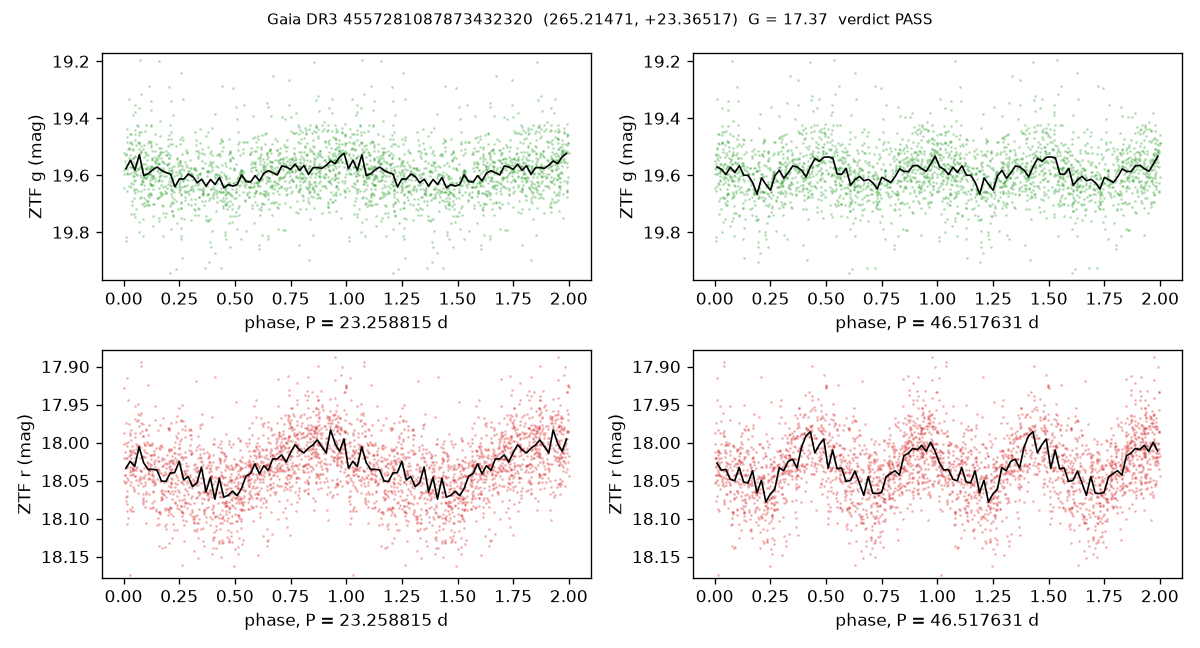 Gaia DR3 4557281087873432320  (265.21471, +23.36517)  G = 17.37  verdict PASS
ZTF g (mag)
19.2
19.4
19.6
19.8
0.00 0.25 0.50 0.75 1.00 1.25 1.50 1.75 2.00
phase, P = 23.258815 d
ZTF g (mag)
19.2
19.4
19.6
19.8
0.00 0.25 0.50 0.75 1.00 1.25 1.50 1.75 2.00
phase, P = 46.517631 d
ZTF r (mag)
17.90
17.95
18.00
18.05
18.10
18.15
0.00 0.25 0.50 0.75 1.00 1.25 1.50 1.75 2.00
phase, P = 23.258815 d
ZTF r (mag)
17.90
17.95
18.00
18.05
18.10
18.15
0.00 0.25 0.50 0.75 1.00 1.25 1.50 1.75 2.00
phase, P = 46.517631 d